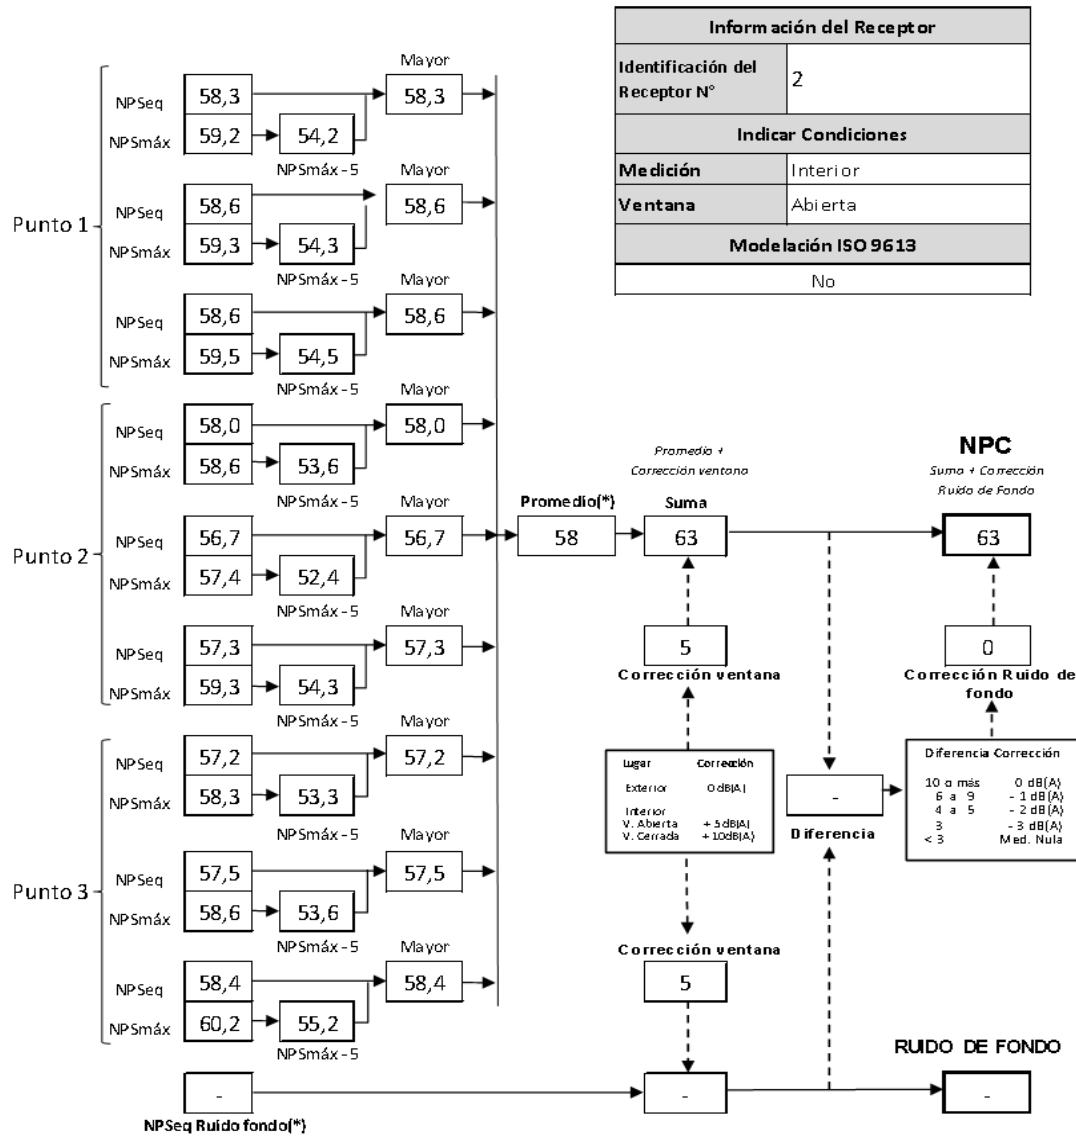 Información del Receptor
Identificación del Receptor N° 2
Indicar Condiciones
Medición Interior
Ventana Abierta
Modelación ISO 9613
No
Punto 1
Mayor
NPSeq 58,3 58,3
NPSmáx 59,2 54,2
NPSmáx - 5
Mayor
NPSeq 58,6 58,6
NPSmáx 59,3 54,3
NPSmáx - 5
Mayor
NPSeq 58,6 58,6
NPSmáx 59,5 54,5
NPSmáx - 5
Punto 2
Mayor
NPSeq 58,0 58,0
NPSmáx 58,6 53,6
NPSmáx - 5
Mayor
NPSeq 56,7 56,7
NPSmáx 57,4 52,4
NPSmáx - 5
Mayor
NPSeq 57,3 57,3
NPSmáx 59,3 54,3
NPSmáx - 5
Punto 3
Mayor
NPSeq 57,2 57,2
NPSmáx 58,3 53,3
NPSmáx - 5
Mayor
NPSeq 57,5 57,5
NPSmáx 58,6 53,6
NPSmáx - 5
Mayor
NPSeq 58,4 58,4
NPSmáx 60,2 55,2
NPSmáx - 5
-
NPSeq Ruido fondo(*)
Promedio(*)
58
Promedio +
Corrección ventana
Suma
63
5
Corrección ventana
Lugar Corrección
Exterior 0 dB(A)
Interior
V. Abierta + 5dB(A)
V. Cerrada + 10dB(A)
Corrección ventana
5
-
-
Diferencia
NPC
Suma + Corrección
Ruido de Fondo
63
0
Corrección Ruido de
fondo
Diferencia Corrección
10 o más 0 dB(A)
6 a 9 - 1 dB(A)
4 a 5 - 2 dB(A)
3 - 3 dB(A)
< 3 Med. Nula
RUIDO DE FONDO
-